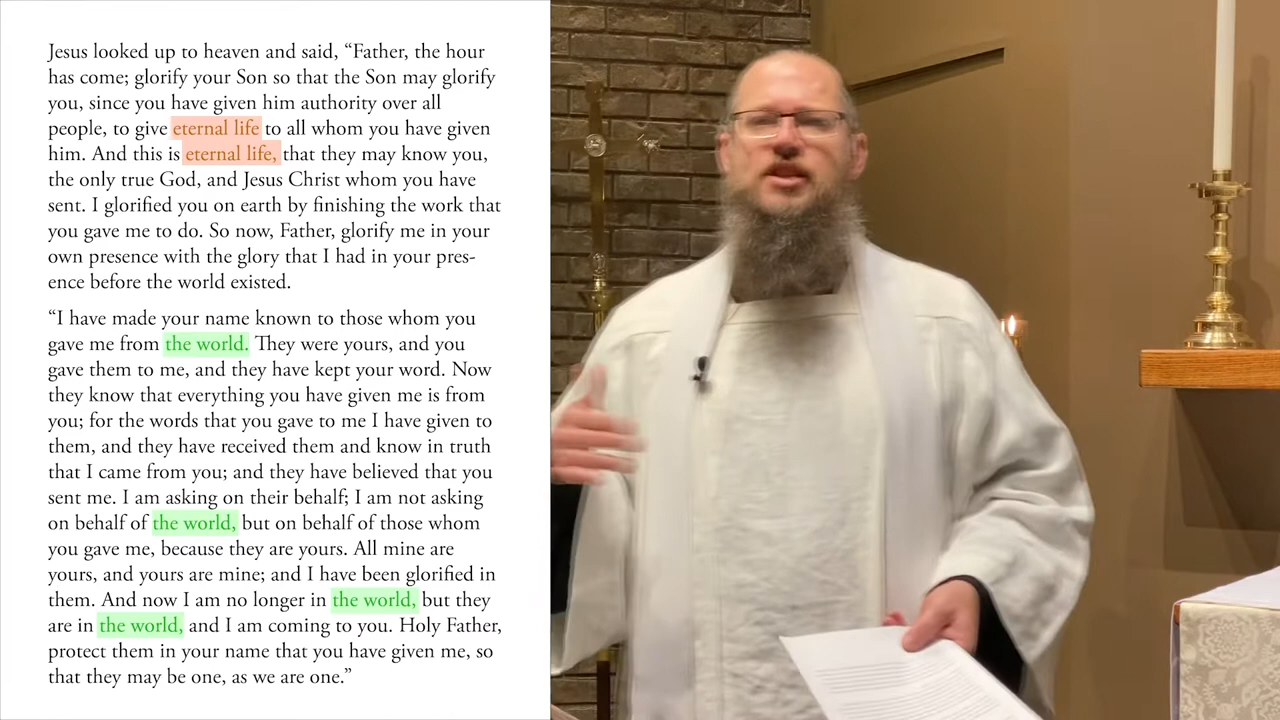 Jesus looked up to heaven and said, “Father, the hour
has come; glorify your Son so that the Son may glorify
you, since you have given him authority over all
people, to give eternal life to all whom you have given
him. And this is eternal life, that they may know you,
the only true God, and Jesus Christ whom you have
sent. I glorified you on earth by finishing the work that
you gave me to do. So now, Father, glorify me in your
own presence with the glory that I had in your pres-
ence before the world existed.
“I have made your name known to those whom you
gave me from the world. They were yours, and you
gave them to me, and they have kept your word. Now
they know that everything you have given me is from
you; for the words that you gave to me I have given to
them, and they have received them and know in truth
that I came from you; and they have believed that you
sent me. I am asking on their behalf; I am not asking
on behalf of the world, but on behalf of those whom
you gave me, because they are yours. All mine are
yours, and yours are mine; and I have been glorified in
them. And now I am no longer in the world, but they
are in the world, and I am coming to you. Holy Father,
protect them in your name that you have given me, so
that they may be one, as we are one.”